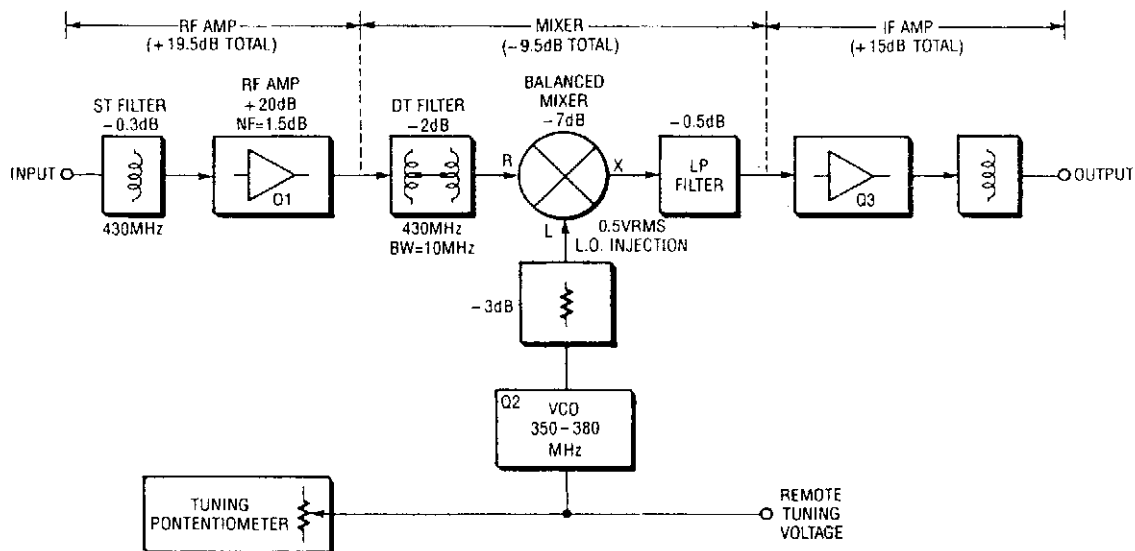 RF AMP
(+19.5dB TOTAL)
MIXER
(-9.5dB TOTAL)
IF AMP
(+15dB TOTAL)
ST FILTER
-0.3dB
RF AMP
+20dB
NF=1.5dB
DT FILTER
-2dB
BALANCED
MIXER
-7dB
-0.5dB
INPUT
Q1
R
X
L
LP
FILTER
Q3
OUTPUT
430MHz
430MHz
BW=10MHz
0.5VRMS
L.O. INJECTION
-3dB
Q2
VCO
350-380
MHz
TUNING
PONTENTIOMETER
REMOTE
TUNING
VOLTAGE